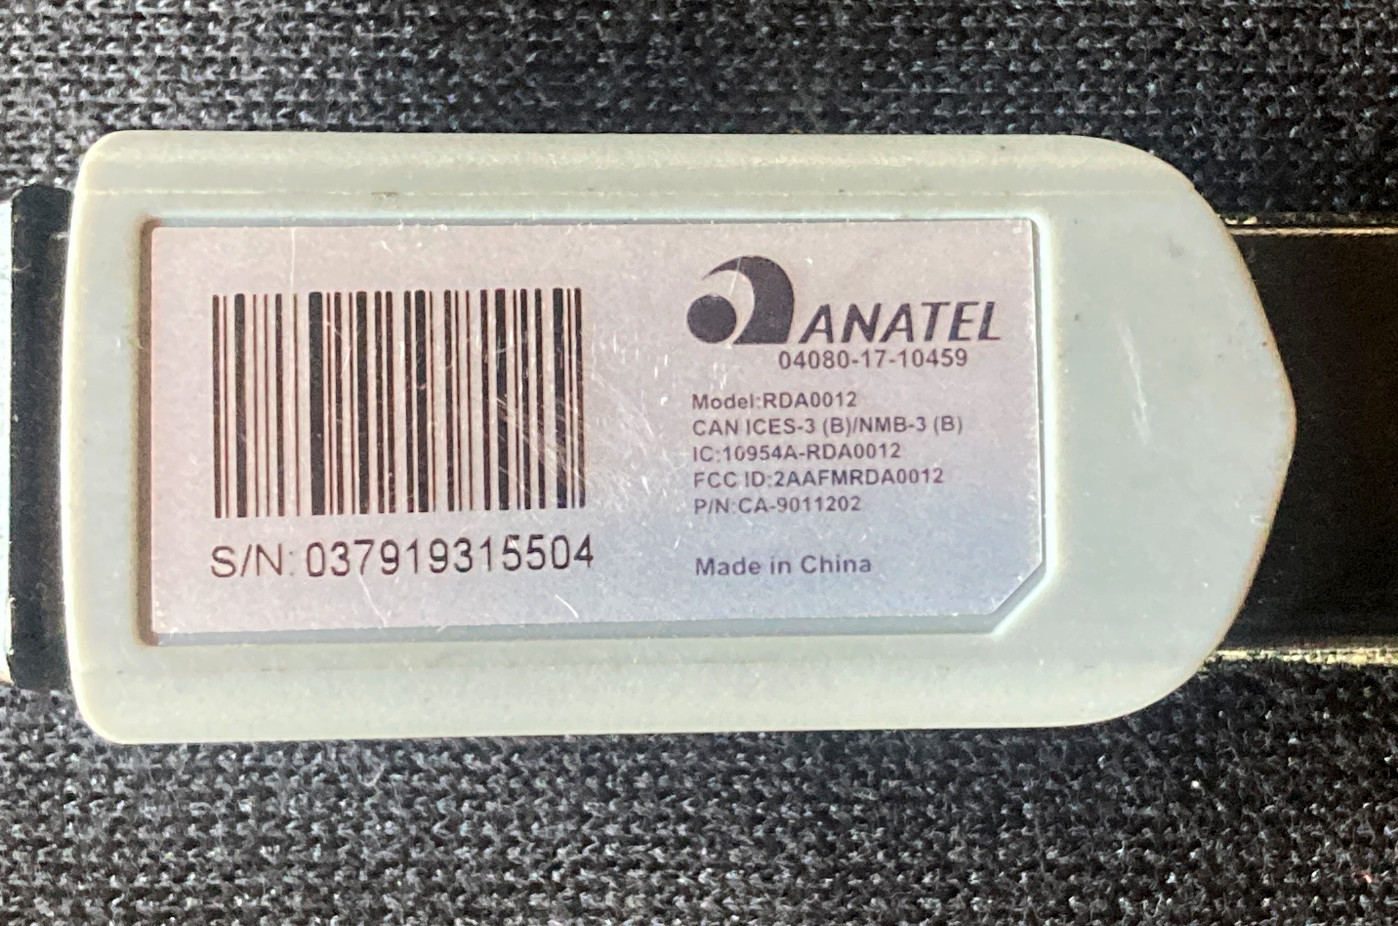 S/N: 037919315504
ANATEL
04080-17-10459
Model:RDA0012
CAN ICES-3 (B)/NMB-3 (B)
IC:10954A-RDA0012
FCC ID:2AAFMRDA0012
P/N:CA-9011202
Made in China